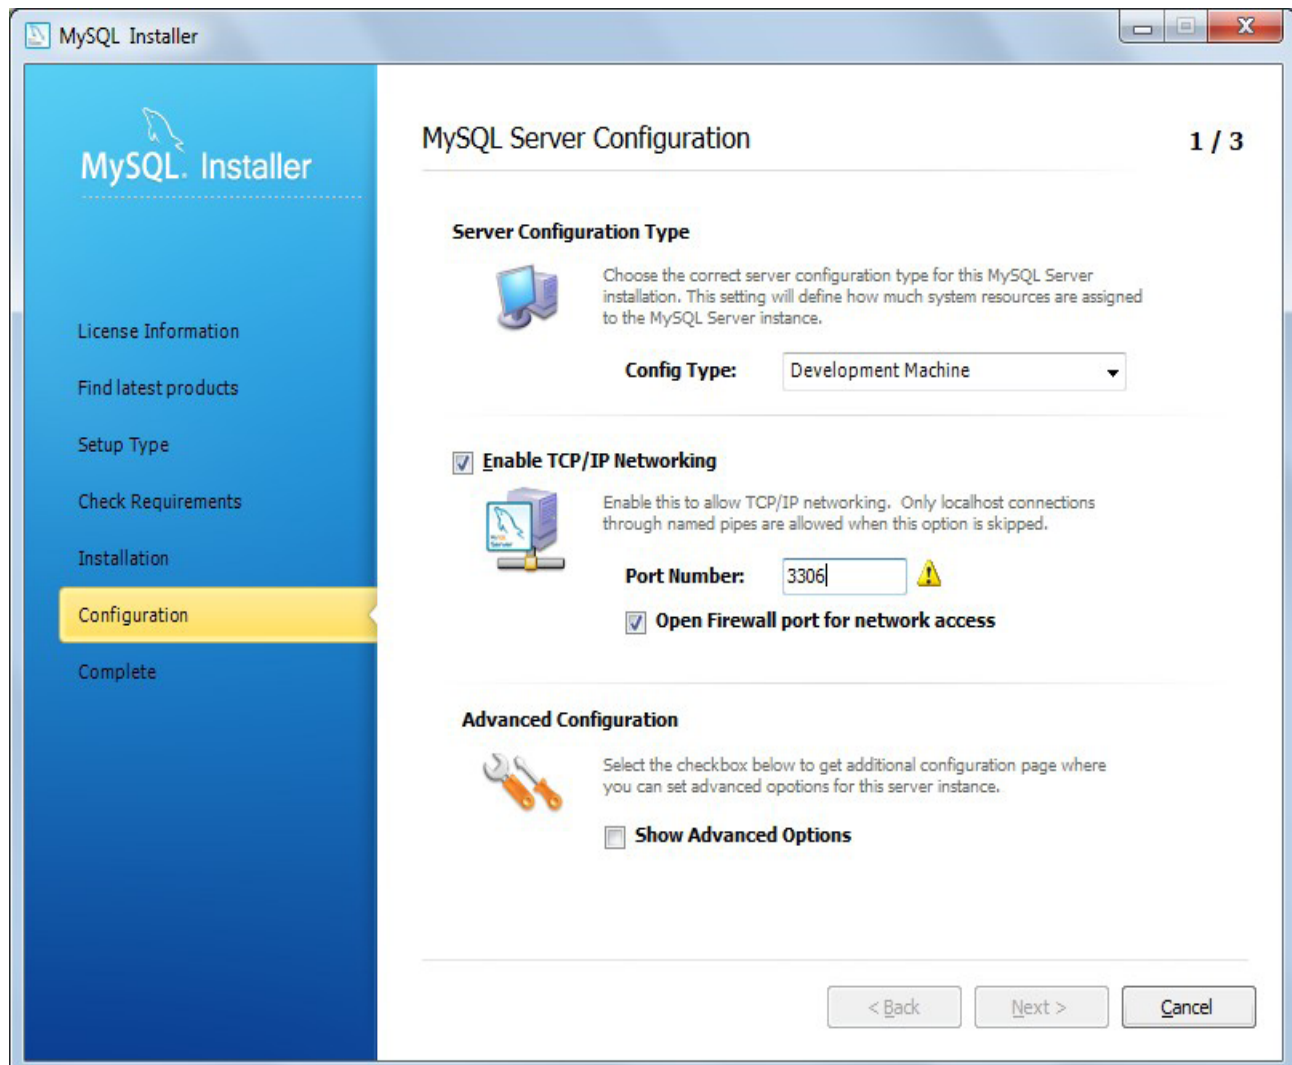 MySQL Installer
MySQL. Installer
License Information
Find latest products
Setup Type
Check Requirements
Installation
Configuration
Complete
MySQL Server Configuration
1 / 3
Server Configuration Type
Choose the correct server configuration type for this MySQL Server
installation. This setting will define how much system resources are assigned
to the MySQL Server instance.
Config Type: Development Machine
Enable TCP/IP Networking
Enable this to allow TCP/IP networking. Only localhost connections
through named pipes are allowed when this option is skipped.
Port Number: 3306
Open Firewall port for network access
Advanced Configuration
Select the checkbox below to get additional configuration page where
you can set advanced opotions for this server instance.
Show Advanced Options
< Back Next > Cancel